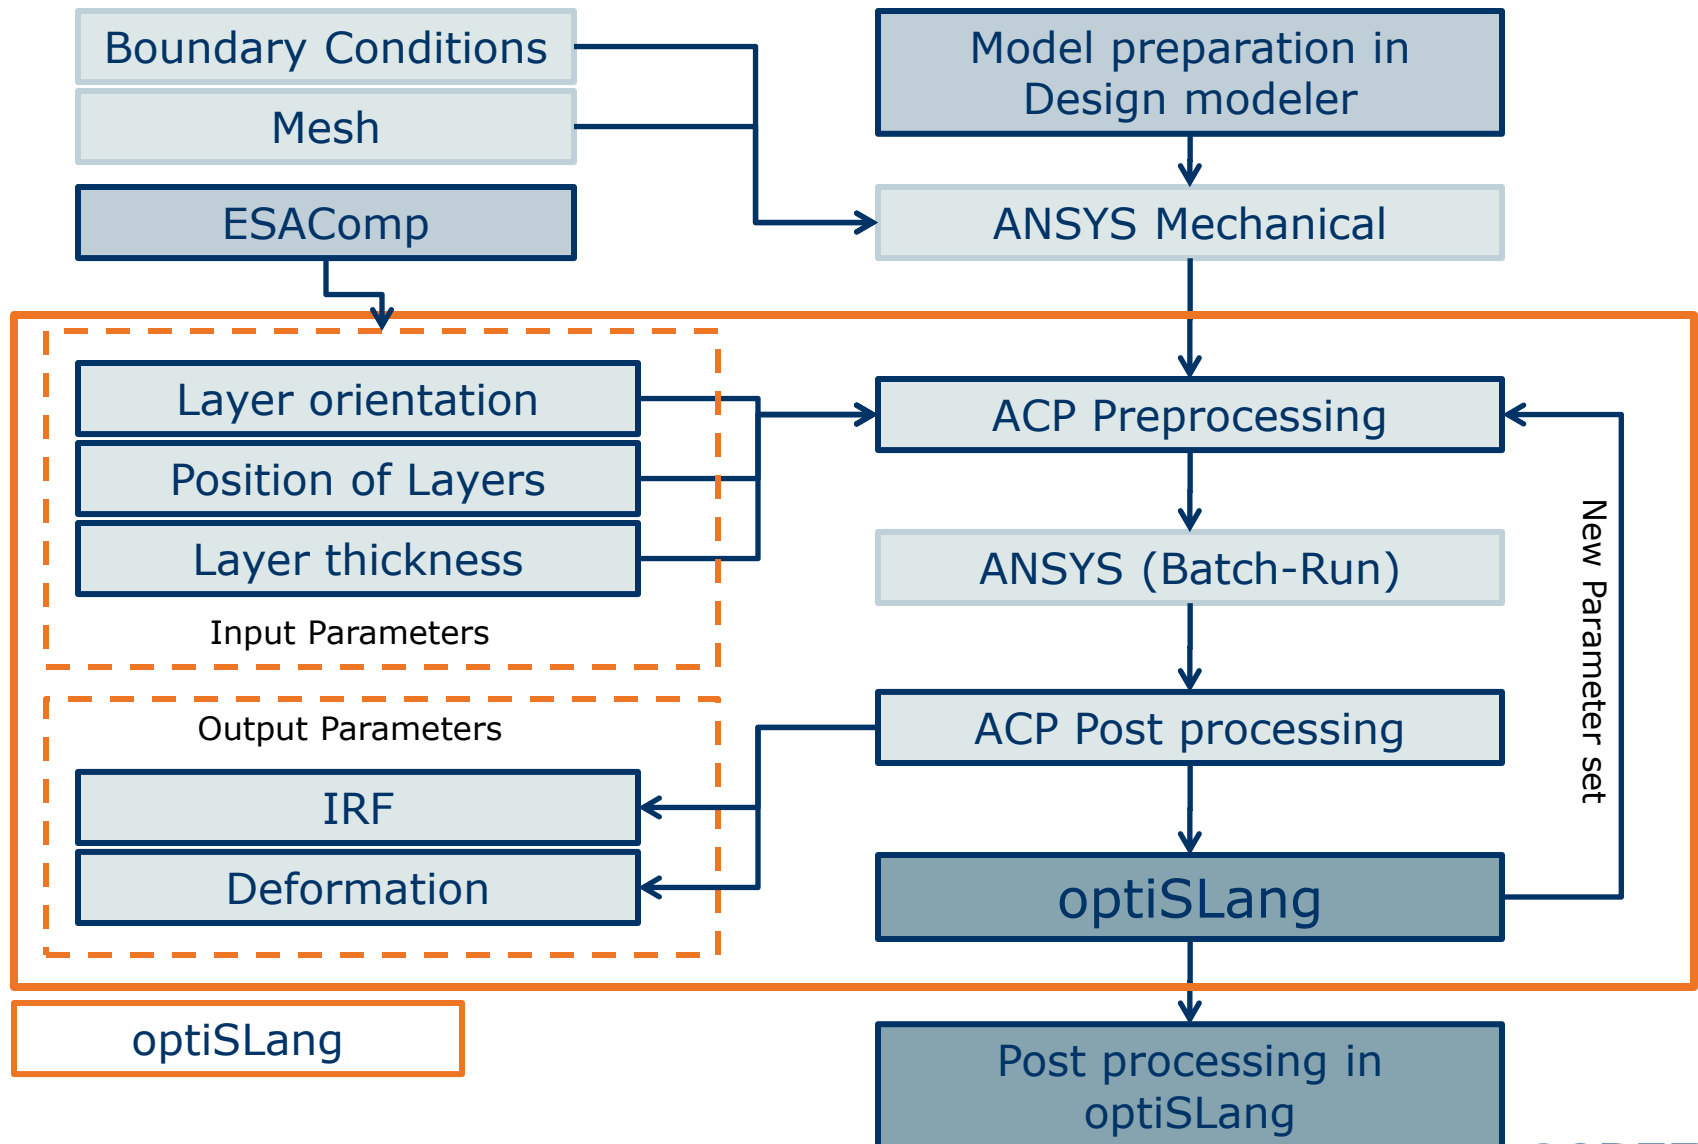 Boundary Conditions
Mesh
ESAComp
Model preparation in
Design modeler
ANSYS Mechanical
Layer orientation
Position of Layers
Layer thickness
Input Parameters
ACP Preprocessing
ANSYS (Batch-Run)
New Parameter set
Output Parameters
IRF
Deformation
ACP Post processing
optiSLang
optiSLang
Post processing in
optiSLang